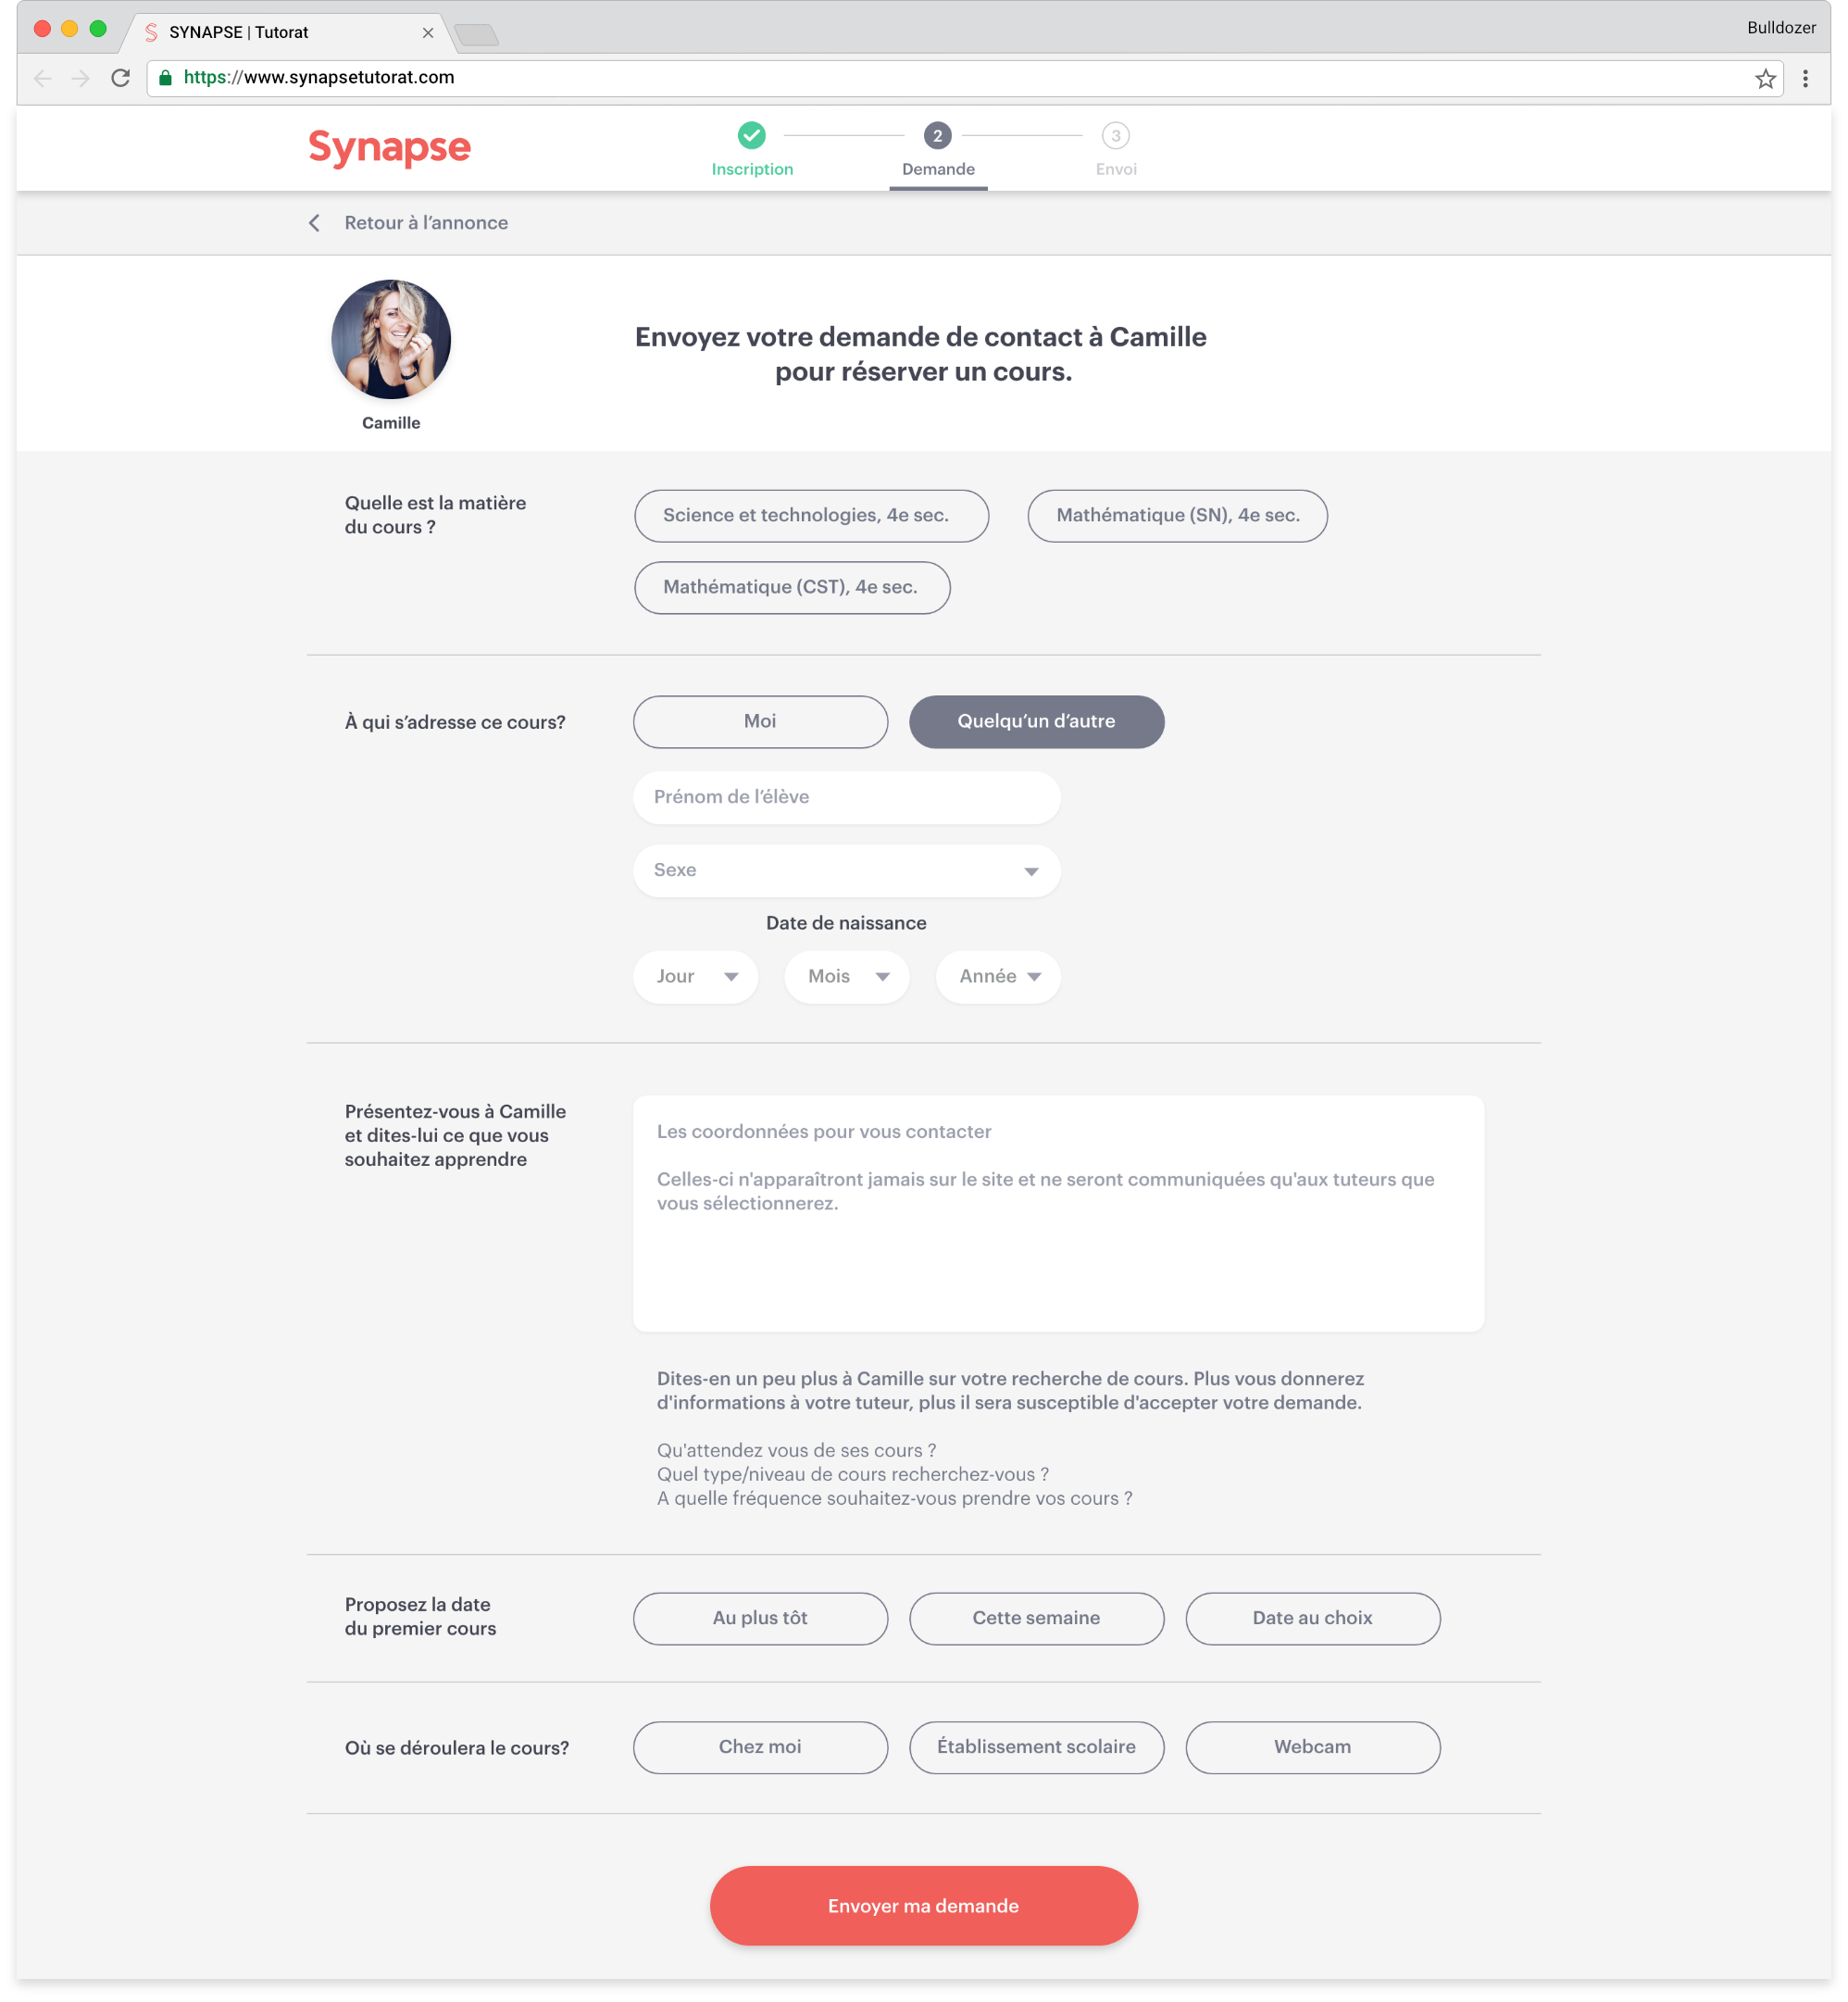 SYNAPSE | Tutorat
Bulldozer
https://www.synapsetutorat.com
Synapse
2
3
Inscription
Demande
Envoi
Retour à l’annonce
Envoyez votre demande de contact à Camille
pour réserver un cours.
Camille
Quelle est la matière
du cours ?
Science et technologies, 4e sec.
Mathématique (SN), 4e sec.
Mathématique (CST), 4e sec.
À qui s’adresse ce cours?
Moi
Quelqu’un d’autre
Prénom de l’élève
Sexe
Date de naissance
Jour
Mois
Année
Présentez-vous à Camille
et dites-lui ce que vous
souhaitez apprendre
Les coordonnées pour vous contacter
Celles-ci n'apparaîtront jamais sur le site et ne seront communiquées qu'aux tuteurs que
vous sélectionnerez.
Dites-en un peu plus à Camille sur votre recherche de cours. Plus vous donnerez
d'informations à votre tuteur, plus il sera susceptible d'accepter votre demande.
Qu'attendez vous de ses cours ?
Quel type/niveau de cours recherchez-vous ?
A quelle fréquence souhaitez-vous prendre vos cours ?
Proposez la date
du premier cours
Au plus tôt
Cette semaine
Date au choix
Où se déroulera le cours?
Chez moi
Établissement scolaire
Webcam
Envoyer ma demande